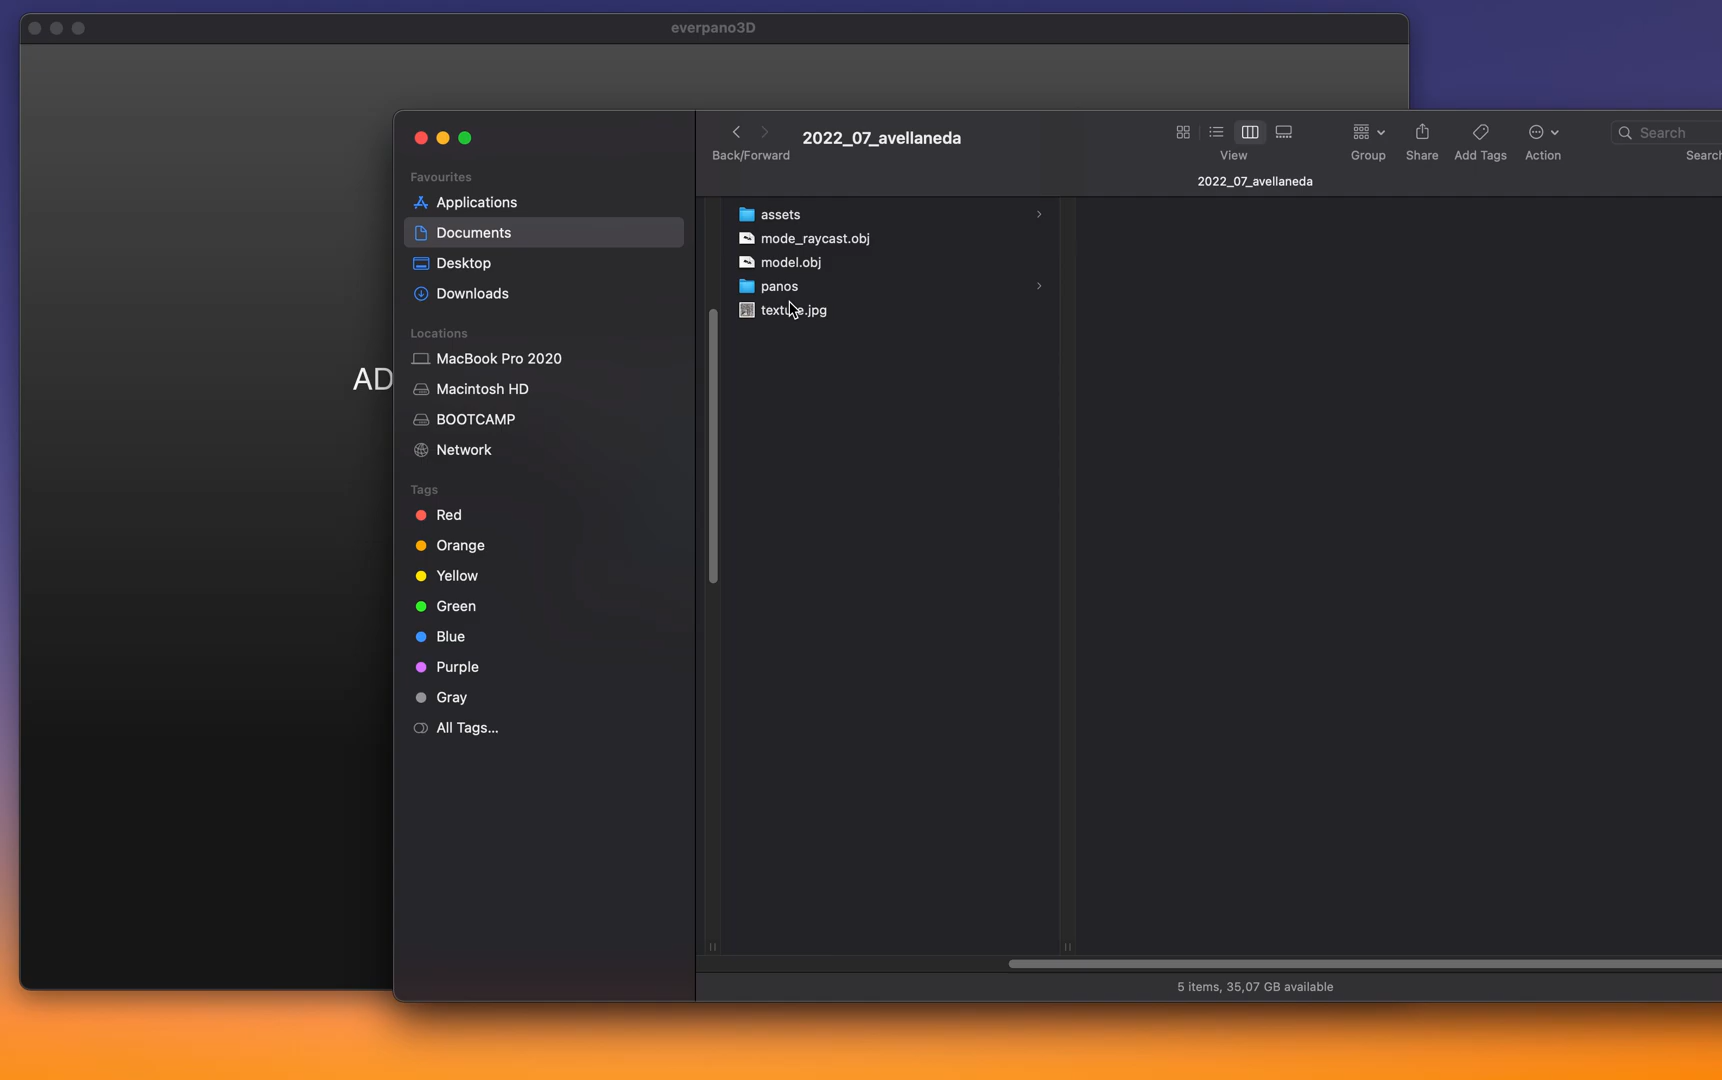 everpano3D
2022_07_avellaneda
Back/Forward
View
Group
Share
Add Tags
Action
Search
2022_07_avellaneda
Favourites
Applications
Documents
Desktop
Downloads
Locations
MacBook Pro 2020
Macintosh HD
BOOTCAMP
Network
Tags
Red
Orange
Yellow
Green
Blue
Purple
Gray
All Tags...
assets
mode_raycast.obj
model.obj
panos
texture.jpg
AD
5 items, 35,07 GB available